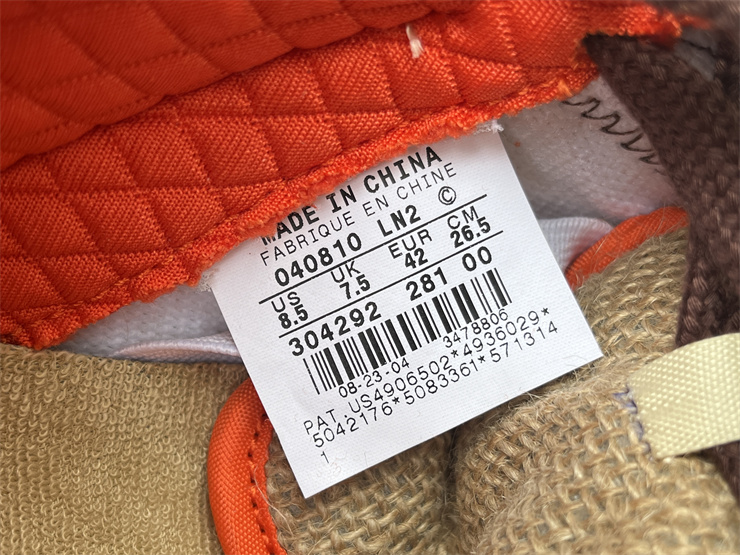 MADE IN CHINA
FABRIQUE EN CHINE
040810 LN2 ©
US UK EUR CM
8.5 7.5 42 26.5
304292 281 00
08-23-04 3478806
PAT. US4906502*4936029*
5042176*5083361*571314
1